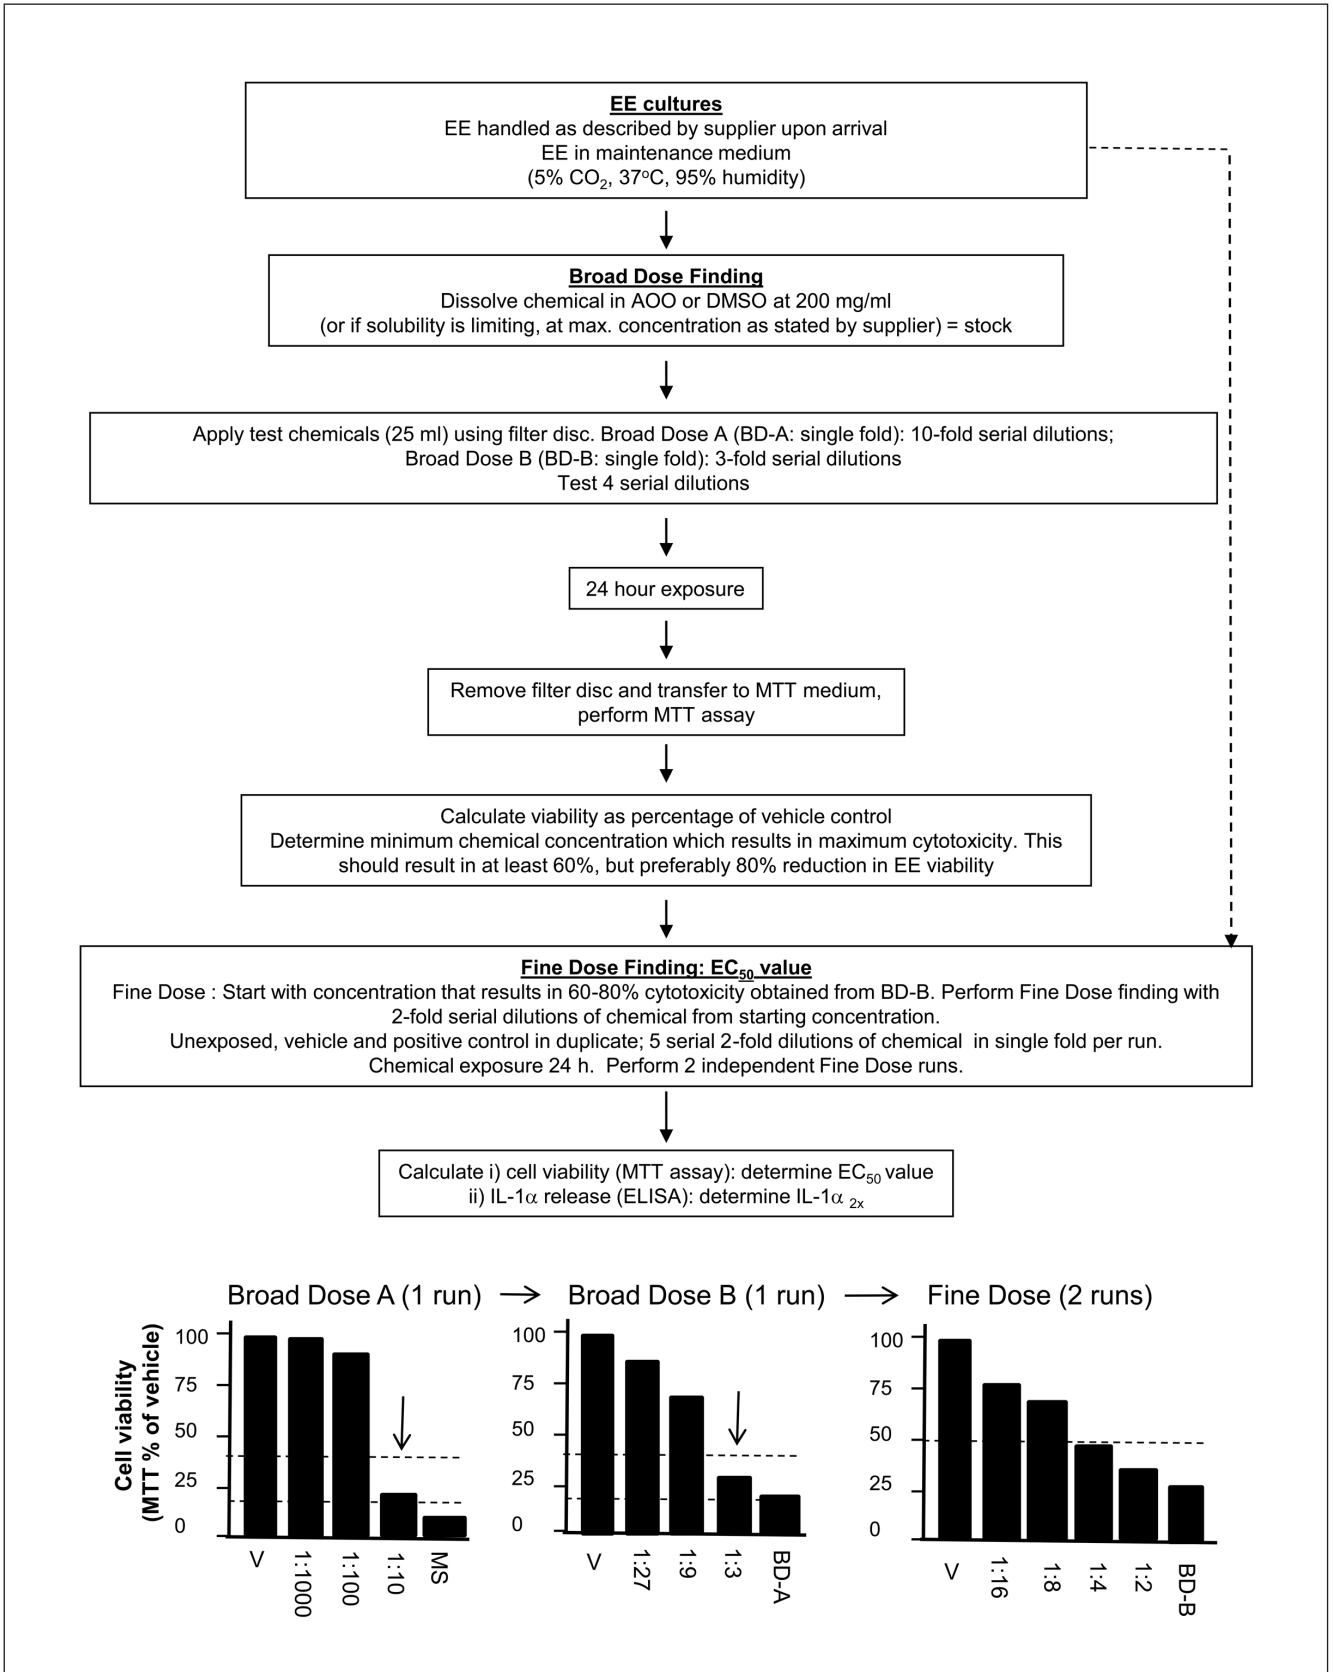 EE cultures
EE handled as described by supplier upon arrival
EE in maintenance medium
(5% CO₂, 37°C, 95% humidity)
Broad Dose Finding
Dissolve chemical in AOO or DMSO at 200 mg/ml
(or if solubility is limiting, at max. concentration as stated by supplier) = stock
Apply test chemicals (25 ml) using filter disc. Broad Dose A (BD-A: single fold): 10-fold serial dilutions;
Broad Dose B (BD-B: single fold): 3-fold serial dilutions
Test 4 serial dilutions
24 hour exposure
Remove filter disc and transfer to MTT medium,
perform MTT assay
Calculate viability as percentage of vehicle control
Determine minimum chemical concentration which results in maximum cytotoxicity. This
should result in at least 60%, but preferably 80% reduction in EE viability
Fine Dose Finding: EC₅₀ value
Fine Dose : Start with concentration that results in 60-80% cytotoxicity obtained from BD-B. Perform Fine Dose finding with
2-fold serial dilutions of chemical from starting concentration.
Unexposed, vehicle and positive control in duplicate; 5 serial 2-fold dilutions of chemical in single fold per run.
Chemical exposure 24 h. Perform 2 independent Fine Dose runs.
Calculate i) cell viability (MTT assay): determine EC₅₀ value
ii) IL-1α release (ELISA): determine IL-1α ₂ₓ
Broad Dose A (1 run)
Cell viability
(MTT % of vehicle)
100
75
50
25
0
V
1:1000
1:100
1:10
MS
Broad Dose B (1 run)
100
75
50
25
0
V
1:27
1:9
1:3
BD-A
Fine Dose (2 runs)
100
75
50
25
0
V
1:16
1:8
1:4
1:2
BD-B